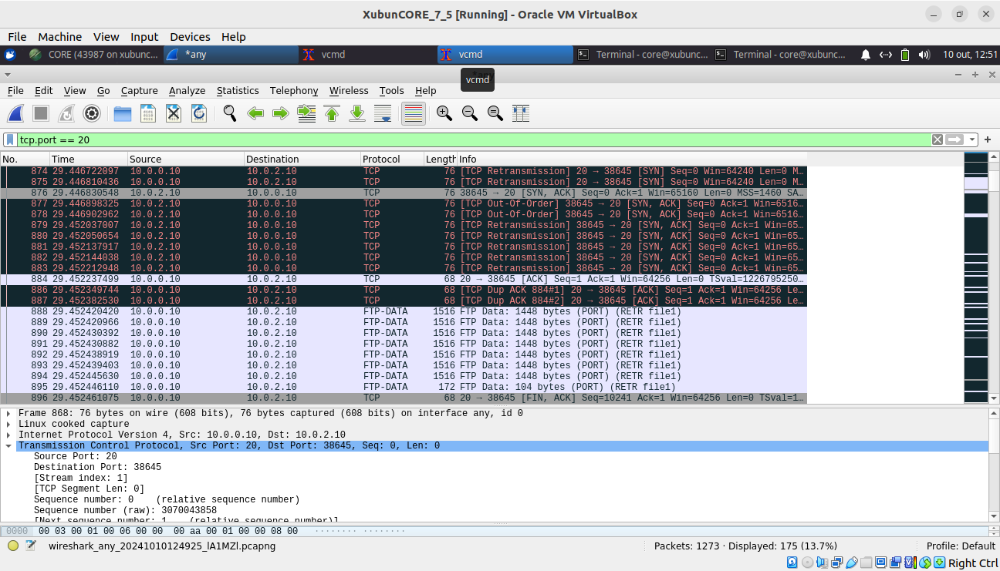 XubunCORE_7_5 [Running] - Oracle VM VirtualBox
File Machine View Input Devices Help
CORE (43987 on xubunc... *any vcmd vcmd Terminal - core@xubunc... Terminal - core@xubunc... 10 out, 12:51
vcmd
File Edit View Go Capture Analyze Statistics Telephony Wireless Tools Help
tcp.port == 20
No. Time Source Destination Protocol Length Info
874 29.446722097 10.0.0.10 10.0.2.10 TCP 76 [TCP Retransmission] 20 → 38645 [SYN] Seq=0 Win=64240 Len=0 M…
875 29.446810436 10.0.0.10 10.0.2.10 TCP 76 [TCP Retransmission] 20 → 38645 [SYN] Seq=0 Win=64240 Len=0 M…
876 29.446830548 10.0.2.10 10.0.0.10 TCP 76 38645 → 20 [SYN, ACK] Seq=0 Ack=1 Win=65160 Len=0 MSS=1460 SA…
877 29.446898325 10.0.2.10 10.0.0.10 TCP 76 [TCP Out-Of-Order] 38645 → 20 [SYN, ACK] Seq=0 Ack=1 Win=6516…
878 29.446902962 10.0.2.10 10.0.0.10 TCP 76 [TCP Out-Of-Order] 38645 → 20 [SYN, ACK] Seq=0 Ack=1 Win=6516…
879 29.452037007 10.0.2.10 10.0.0.10 TCP 76 [TCP Retransmission] 38645 → 20 [SYN, ACK] Seq=0 Ack=1 Win=65…
880 29.452050654 10.0.2.10 10.0.0.10 TCP 76 [TCP Retransmission] 38645 → 20 [SYN, ACK] Seq=0 Ack=1 Win=65…
881 29.452137917 10.0.2.10 10.0.0.10 TCP 76 [TCP Retransmission] 38645 → 20 [SYN, ACK] Seq=0 Ack=1 Win=65…
882 29.452144038 10.0.2.10 10.0.0.10 TCP 76 [TCP Retransmission] 38645 → 20 [SYN, ACK] Seq=0 Ack=1 Win=65…
883 29.452212948 10.0.2.10 10.0.0.10 TCP 76 [TCP Retransmission] 38645 → 20 [SYN, ACK] Seq=0 Ack=1 Win=65…
884 29.452237499 10.0.0.10 10.0.2.10 TCP 68 20 → 38645 [ACK] Seq=1 Ack=1 Win=64256 Len=0 TSval=1226795250…
886 29.452349744 10.0.0.10 10.0.2.10 TCP 68 [TCP Dup ACK 884#1] 20 → 38645 [ACK] Seq=1 Ack=1 Win=64256 Le…
887 29.452382530 10.0.0.10 10.0.2.10 TCP 68 [TCP Dup ACK 884#2] 20 → 38645 [ACK] Seq=1 Ack=1 Win=64256 Le…
888 29.452420420 10.0.0.10 10.0.2.10 FTP-DATA 1516 FTP Data: 1448 bytes (PORT) (RETR file1)
889 29.452420966 10.0.0.10 10.0.2.10 FTP-DATA 1516 FTP Data: 1448 bytes (PORT) (RETR file1)
890 29.452430392 10.0.0.10 10.0.2.10 FTP-DATA 1516 FTP Data: 1448 bytes (PORT) (RETR file1)
891 29.452430882 10.0.0.10 10.0.2.10 FTP-DATA 1516 FTP Data: 1448 bytes (PORT) (RETR file1)
892 29.452438919 10.0.0.10 10.0.2.10 FTP-DATA 1516 FTP Data: 1448 bytes (PORT) (RETR file1)
893 29.452439403 10.0.0.10 10.0.2.10 FTP-DATA 1516 FTP Data: 1448 bytes (PORT) (RETR file1)
894 29.452445630 10.0.0.10 10.0.2.10 FTP-DATA 1516 FTP Data: 1448 bytes (PORT) (RETR file1)
895 29.452446110 10.0.0.10 10.0.2.10 FTP-DATA 172 FTP Data: 104 bytes (PORT) (RETR file1)
896 29.452461075 10.0.0.10 10.0.2.10 TCP 68 20 → 38645 [FIN, ACK] Seq=10241 Ack=1 Win=64256 Len=0 TSval=1…
Frame 868: 76 bytes on wire (608 bits), 76 bytes captured (608 bits) on interface any, id 0
Linux cooked capture
Internet Protocol Version 4, Src: 10.0.0.10, Dst: 10.0.2.10
Transmission Control Protocol, Src Port: 20, Dst Port: 38645, Seq: 0, Len: 0
Source Port: 20
Destination Port: 38645
[Stream index: 1]
[TCP Segment Len: 0]
Sequence number: 0 (relative sequence number)
Sequence number (raw): 3070043858
[Next sequence number: 1 (relative sequence number)]
0000 00 03 00 01 00 06 00 00 00 aa 00 01 00 00 08 00 ········ ········
wireshark_any_20241010124925_lA1MZl.pcapng Packets: 1273 · Displayed: 175 (13.7%) Profile: Default
Right Ctrl